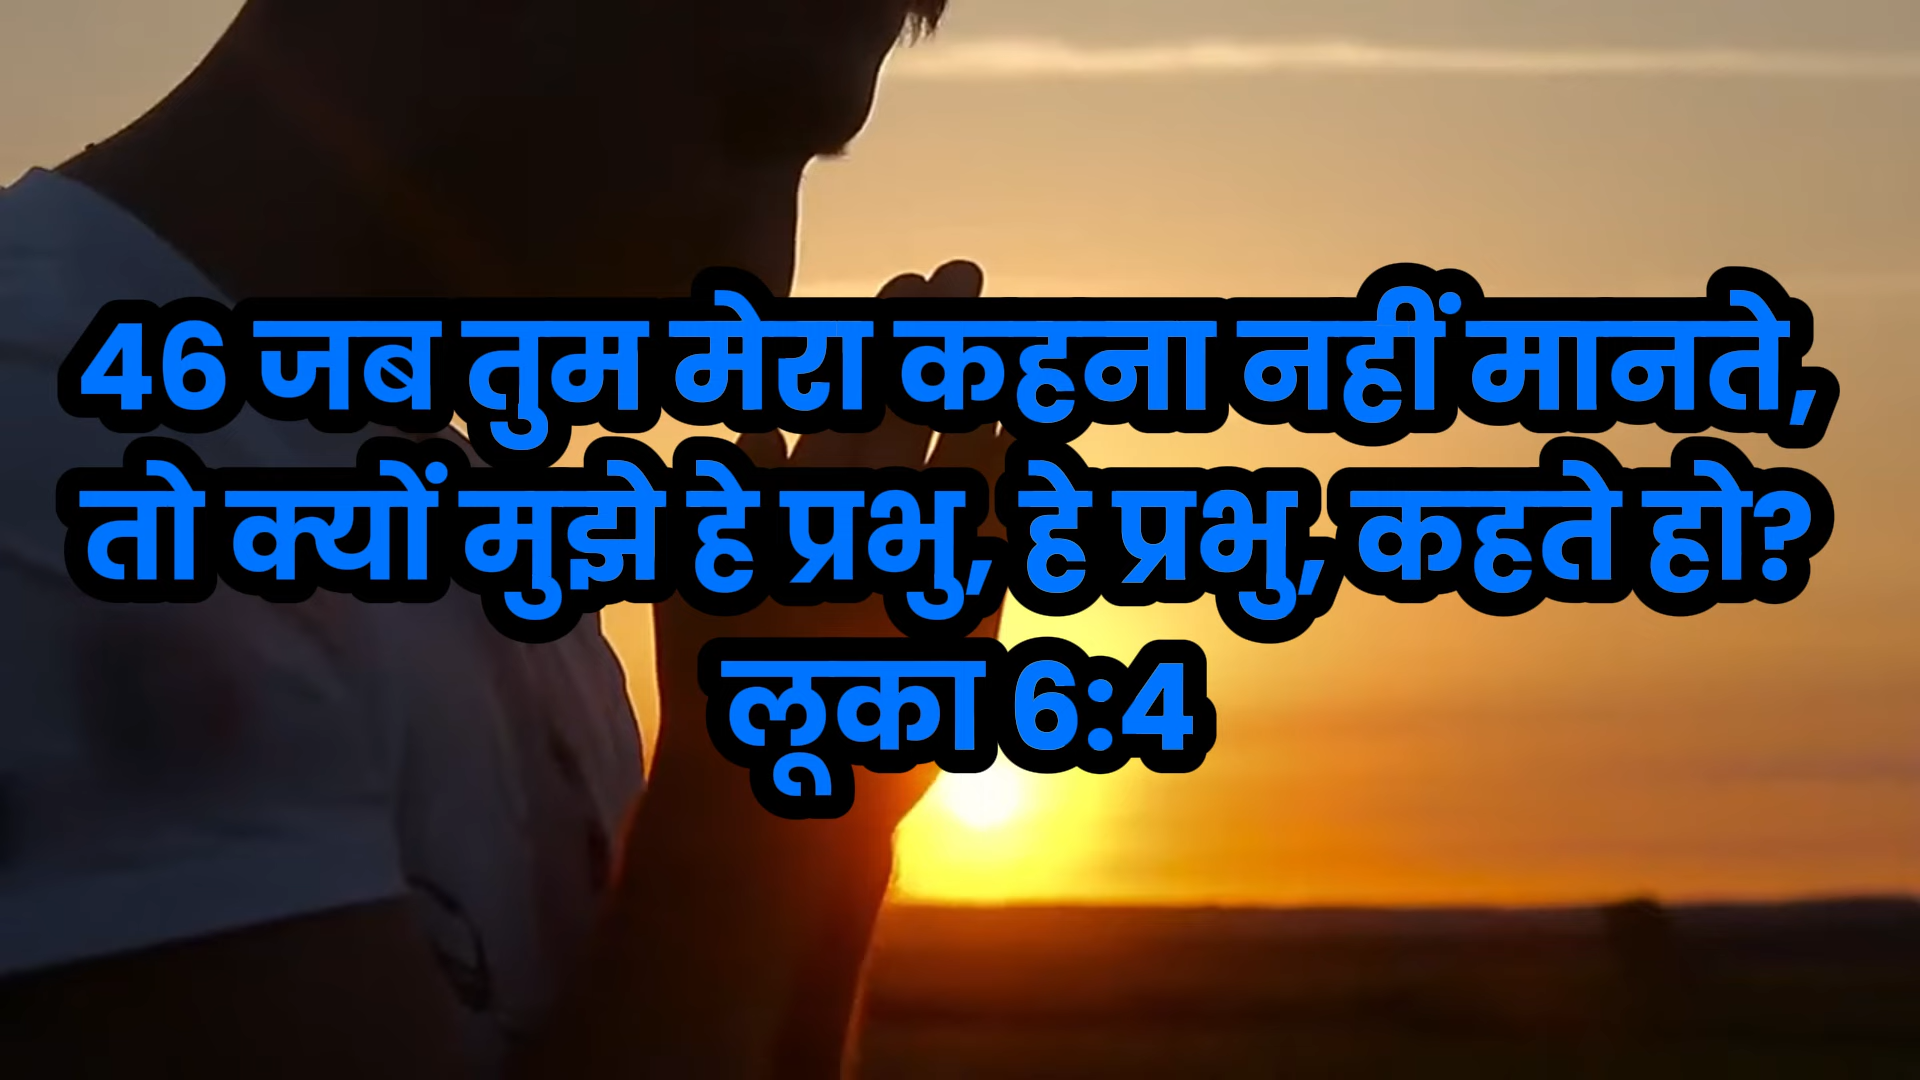 46 जब तुम मेरा कहना नहीं मानते,
तो क्यों मुझे हे प्रभु, हे प्रभु, कहते हो?
लूका 6:4